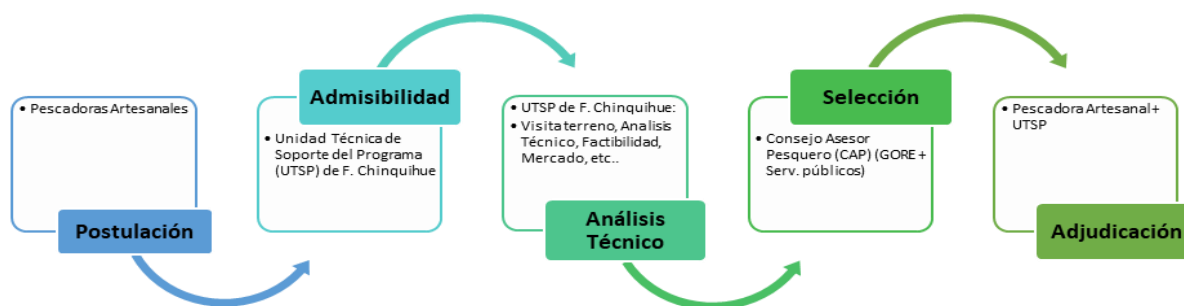 • Pescadoras Artesanales
Postulación
Admisibilidad
• Unidad Técnica de
Soporte del Programa
(UTSP) de F. Chinquihue
• UTSP de F. Chinquihue:
• Visita terreno, Analisis
Técnico, Factibilidad,
Mercado, etc..
Análisis
Técnico
Selección
• Consejo Asesor
Pesquero (CAP) (GORE +
Serv. públicos)
• Pescadora Artesanal +
UTSP
Adjudicación